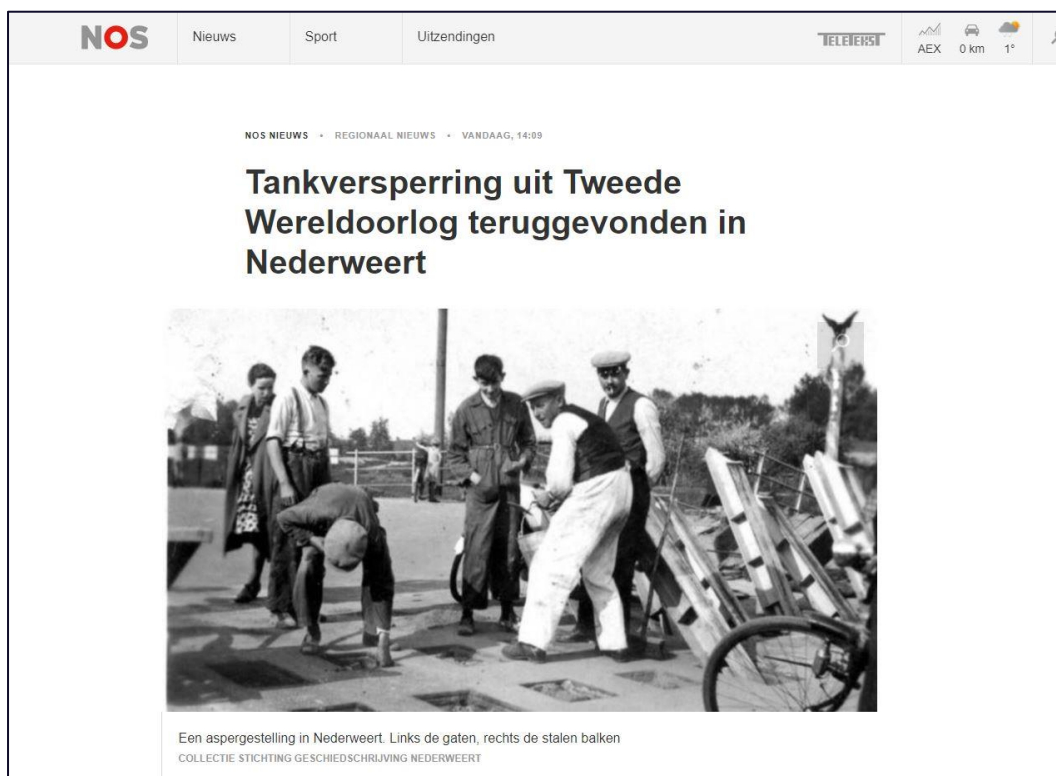 NOS
Nieuws
Sport
Uitzendingen
TELETEKST
AEX
0 km
1°
NOS NIEUWS • REGIONAAL NIEUWS • VANDAAG, 14:09
Tankversperring uit Tweede
Wereldoorlog teruggevonden in
Nederweert
Een aspergestelling in Nederweert. Links de gaten, rechts de stalen balken
COLLECTIE STICHTING GESCHIEDSCHRIJVING NEDERWEERT